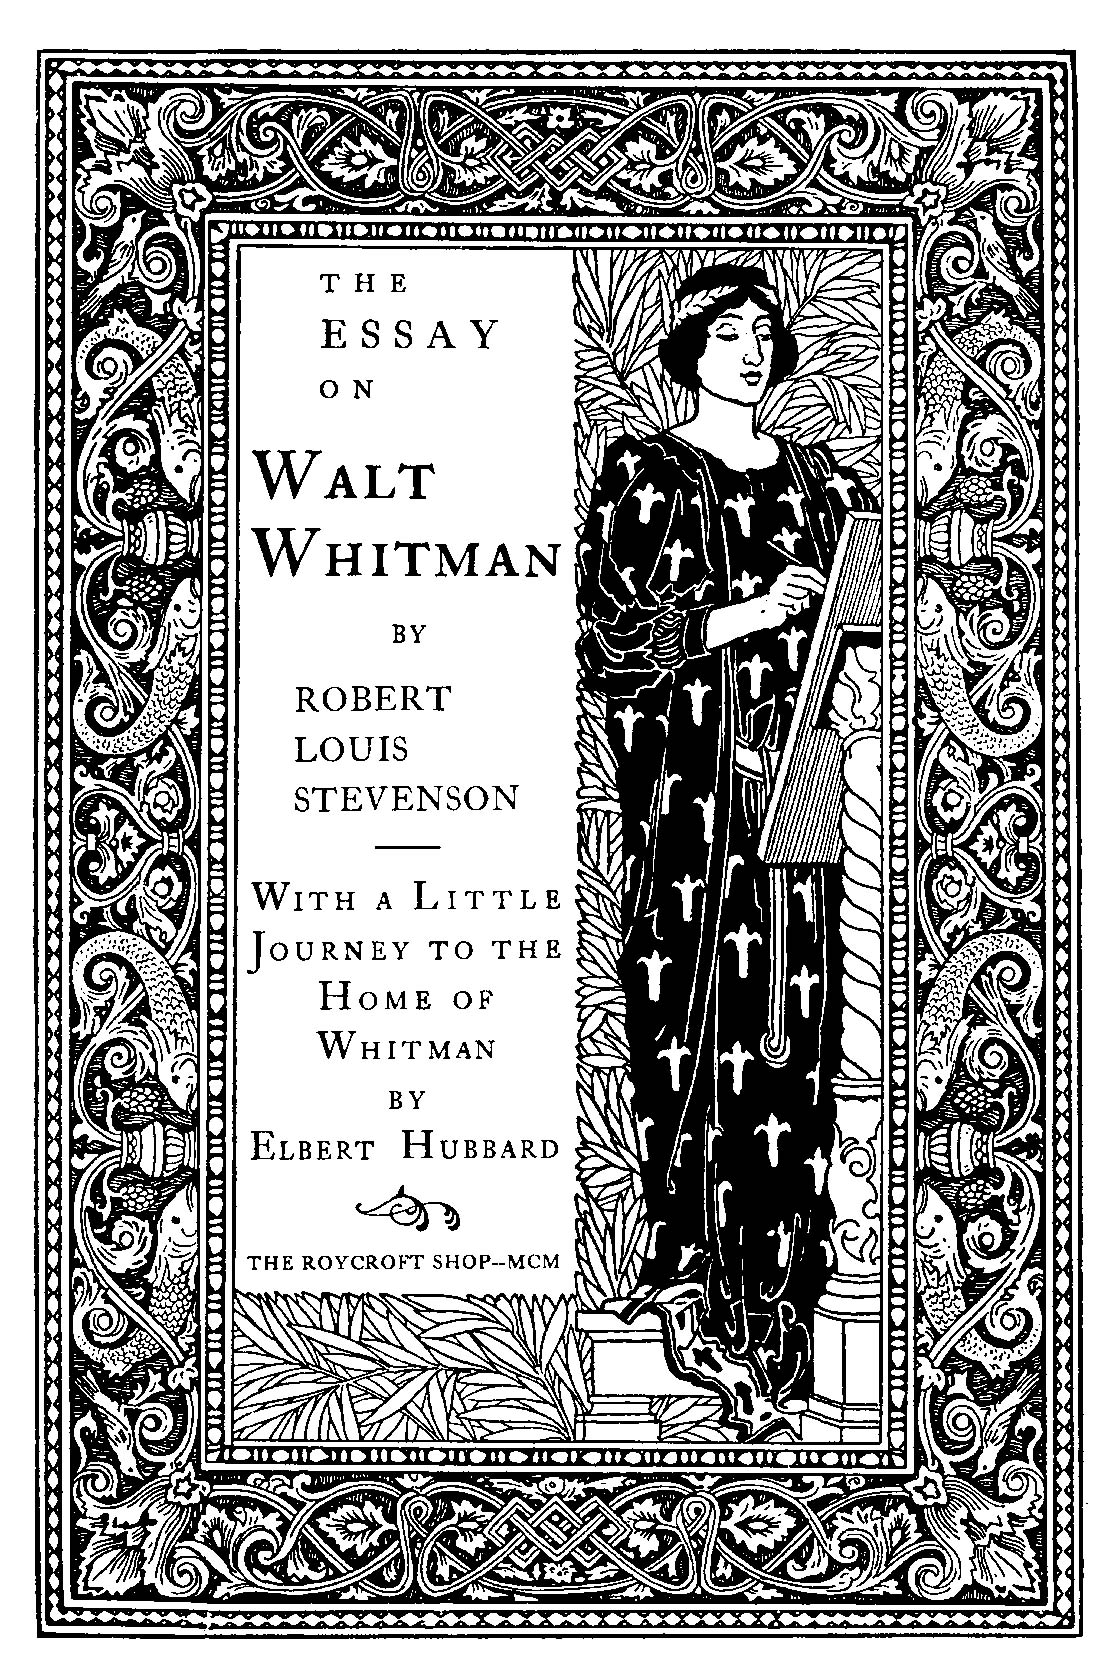 THE
ESSAY
ON
WALT
WHITMAN
BY
ROBERT
LOUIS
STEVENSON
WITH A LITTLE
JOURNEY TO THE
HOME OF
WHITMAN
BY
ELBERT HUBBARD
THE ROYCROFT SHOP--MCM